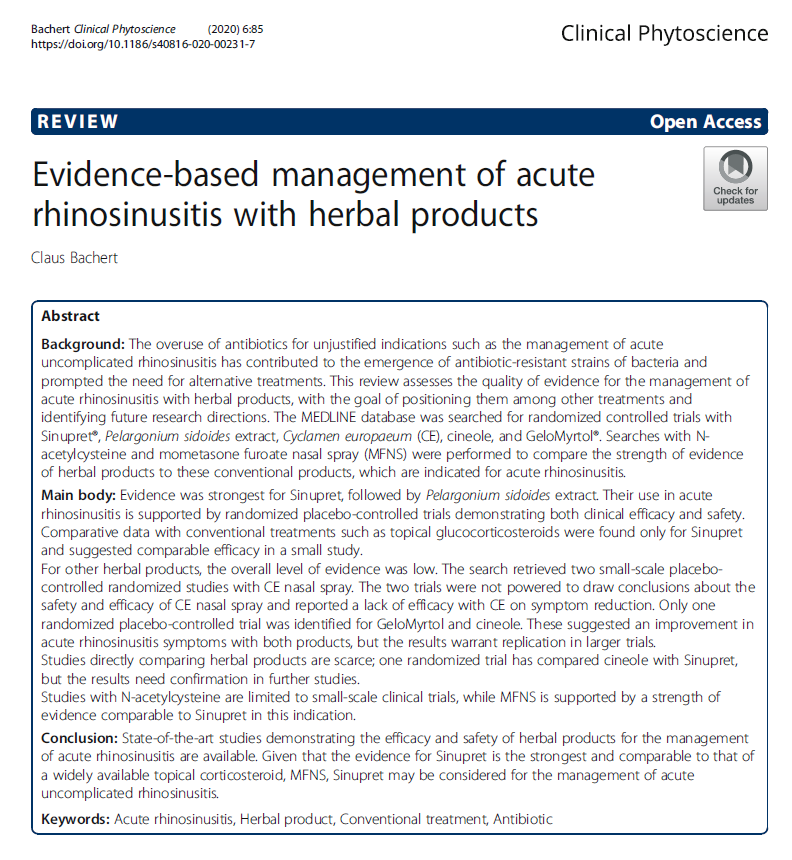 Bachert Clinical Phytoscience (2020) 6:85
https://doi.org/10.1186/s40816-020-00231-7
Clinical Phytoscience
REVIEW
Open Access
Evidence-based management of acute
rhinosinusitis with herbal products
Check for
updates
Claus Bachert
Abstract
Background: The overuse of antibiotics for unjustified indications such as the management of acute
uncomplicated rhinosinusitis has contributed to the emergence of antibiotic-resistant strains of bacteria and
prompted the need for alternative treatments. This review assesses the quality of evidence for the management of
acute rhinosinusitis with herbal products, with the goal of positioning them among other treatments and
identifying future research directions. The MEDLINE database was searched for randomized controlled trials with
Sinupret®, Pelargonium sidoides extract, Cyclamen europaeum (CE), cineole, and GeloMyrtol®. Searches with N-
acetylcysteine and mometasone furoate nasal spray (MFNS) were performed to compare the strength of evidence
of herbal products to these conventional products, which are indicated for acute rhinosinusitis.
Main body: Evidence was strongest for Sinupret, followed by Pelargonium sidoides extract. Their use in acute
rhinosinusitis is supported by randomized placebo-controlled trials demonstrating both clinical efficacy and safety.
Comparative data with conventional treatments such as topical glucocorticosteroids were found only for Sinupret
and suggested comparable efficacy in a small study.
For other herbal products, the overall level of evidence was low. The search retrieved two small-scale placebo-
controlled randomized studies with CE nasal spray. The two trials were not powered to draw conclusions about the
safety and efficacy of CE nasal spray and reported a lack of efficacy with CE on symptom reduction. Only one
randomized placebo-controlled trial was identified for GeloMyrtol and cineole. These suggested an improvement in
acute rhinosinusitis symptoms with both products, but the results warrant replication in larger trials.
Studies directly comparing herbal products are scarce; one randomized trial has compared cineole with Sinupret,
but the results need confirmation in further studies.
Studies with N-acetylcysteine are limited to small-scale clinical trials, while MFNS is supported by a strength of
evidence comparable to Sinupret in this indication.
Conclusion: State-of-the-art studies demonstrating the efficacy and safety of herbal products for the management
of acute rhinosinusitis are available. Given that the evidence for Sinupret is the strongest and comparable to that of
a widely available topical corticosteroid, MFNS, Sinupret may be considered for the management of acute
uncomplicated rhinosinusitis.
Keywords: Acute rhinosinusitis, Herbal product, Conventional treatment, Antibiotic